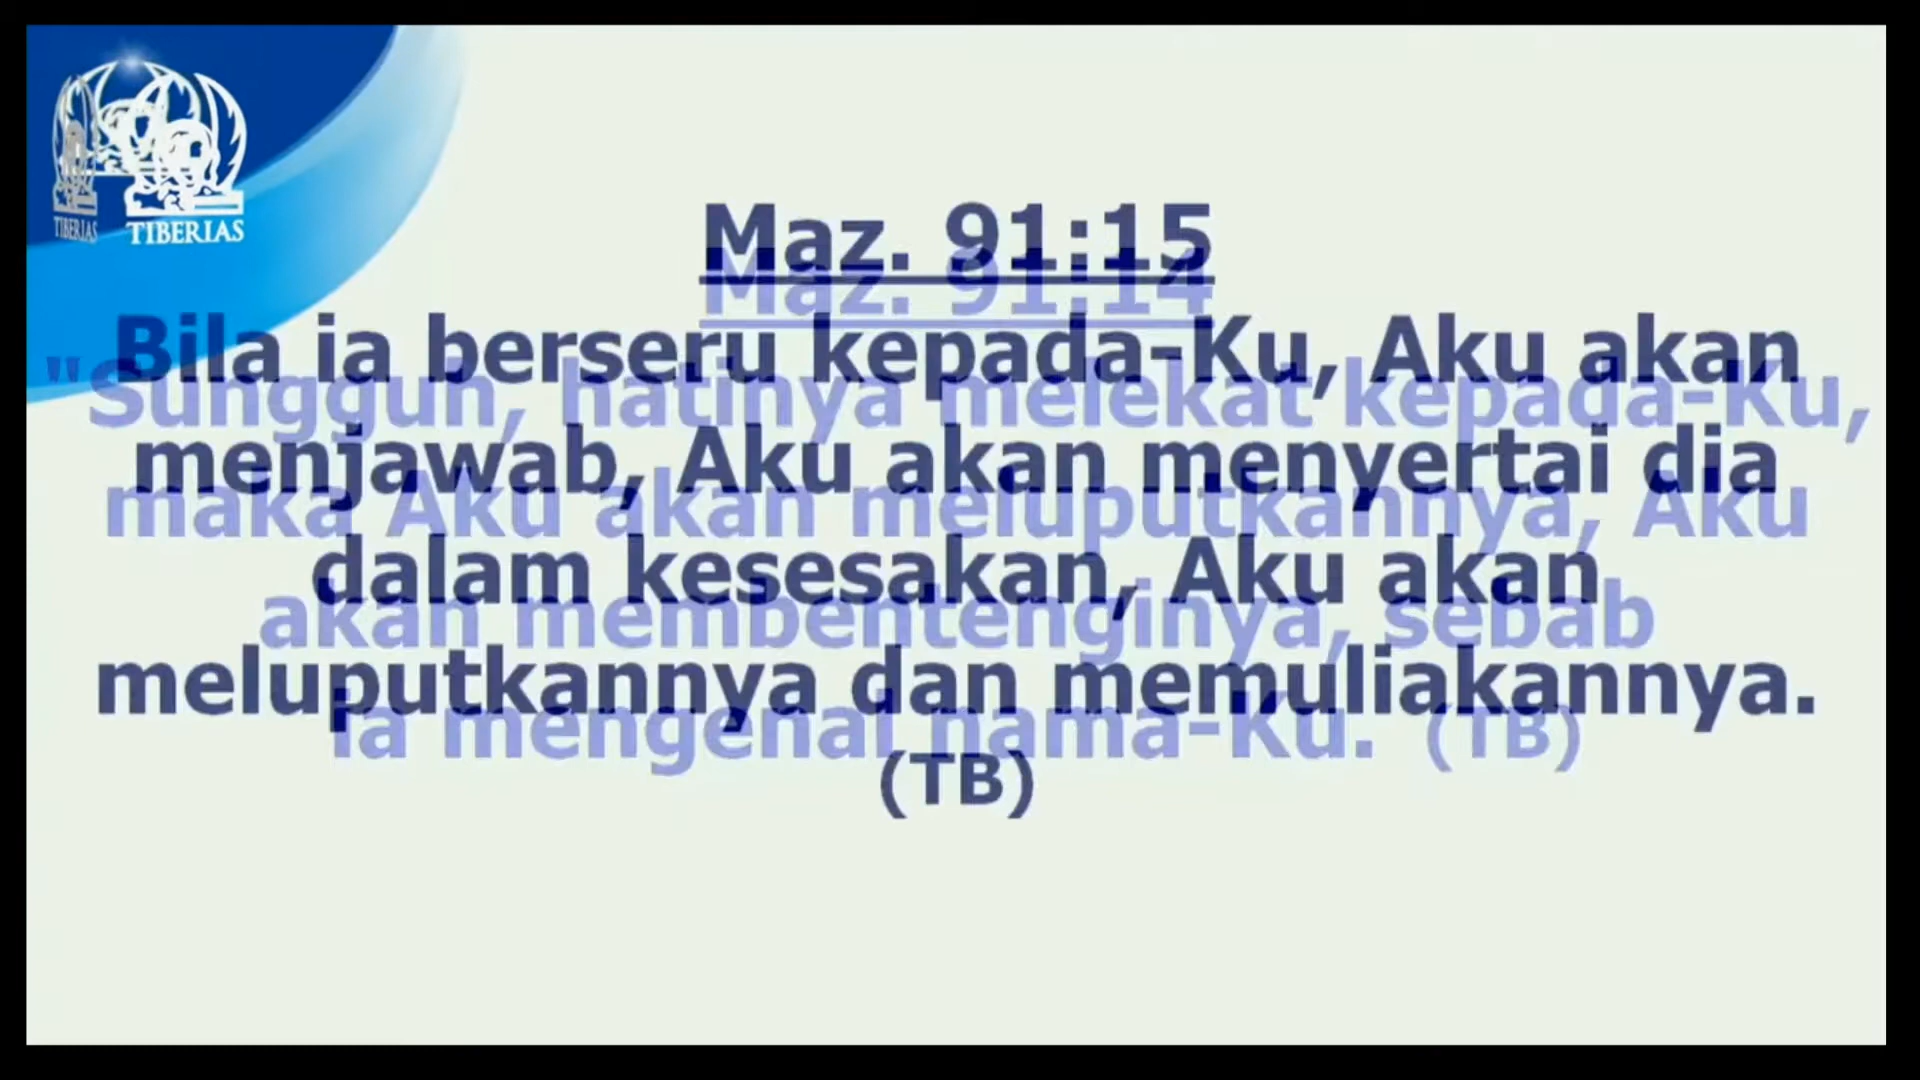 TIBERIAS
TIBERIAS
Maz. 91:15
Bila ia berseru kepada-Ku, Aku akan
menjawab, Aku akan menyertai dia
dalam kesesakan, Aku akan
meluputkannya dan memuliakannya.
(TB)
Maz. 91:14
"Sungguh, hatinya melekat kepada-Ku,
maka Aku akan meluputkannya, Aku
akan membentenginya, sebab
ia mengenal nama-Ku. (TB)